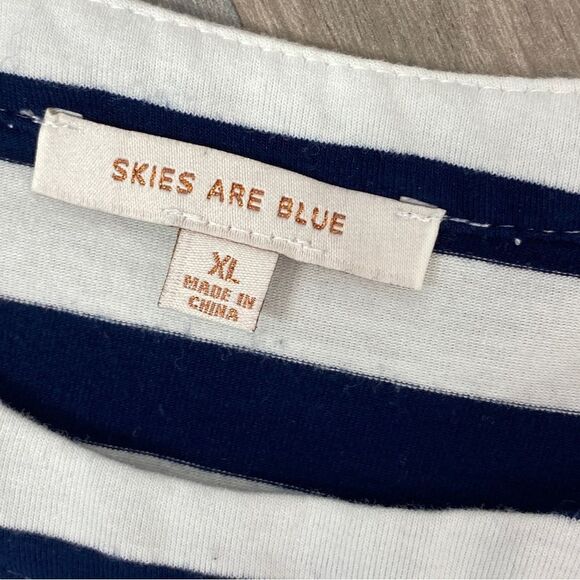 SKIES ARE BLUE
XL
MADE IN
CHINA